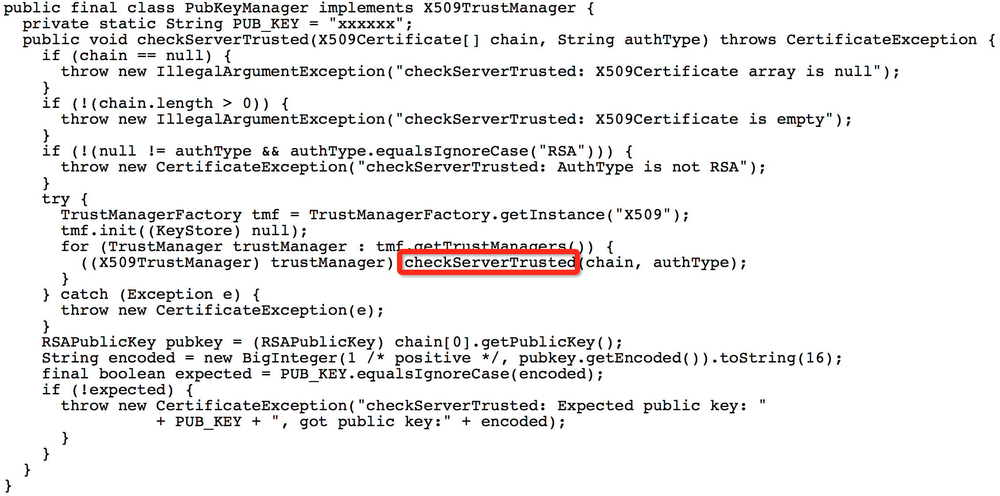 public final class PubKeyManager implements X509TrustManager {
  private static String PUB_KEY = "xxxxxx";
  public void checkServerTrusted(X509Certificate[] chain, String authType) throws CertificateException {
    if (chain == null) {
      throw new IllegalArgumentException("checkServerTrusted: X509Certificate array is null");
    }
    if (!(chain.length > 0)) {
      throw new IllegalArgumentException("checkServerTrusted: X509Certificate is empty");
    }
    if (!(null != authType && authType.equalsIgnoreCase("RSA"))) {
      throw new CertificateException("checkServerTrusted: AuthType is not RSA");
    }
    try {
      TrustManagerFactory tmf = TrustManagerFactory.getInstance("X509");
      tmf.init((KeyStore) null);
      for (TrustManager trustManager : tmf.getTrustManagers()) {
        ((X509TrustManager) trustManager) checkServerTrusted(chain, authType);
      }
    } catch (Exception e) {
      throw new CertificateException(e);
    }
    RSAPublicKey pubkey = (RSAPublicKey) chain[0].getPublicKey();
    String encoded = new BigInteger(1 /* positive */, pubkey.getEncoded()).toString(16);
    final boolean expected = PUB_KEY.equalsIgnoreCase(encoded);
    if (!expected) {
      throw new CertificateException("checkServerTrusted: Expected public key: "
                + PUB_KEY + ", got public key:" + encoded);
      }
    }
  }
}